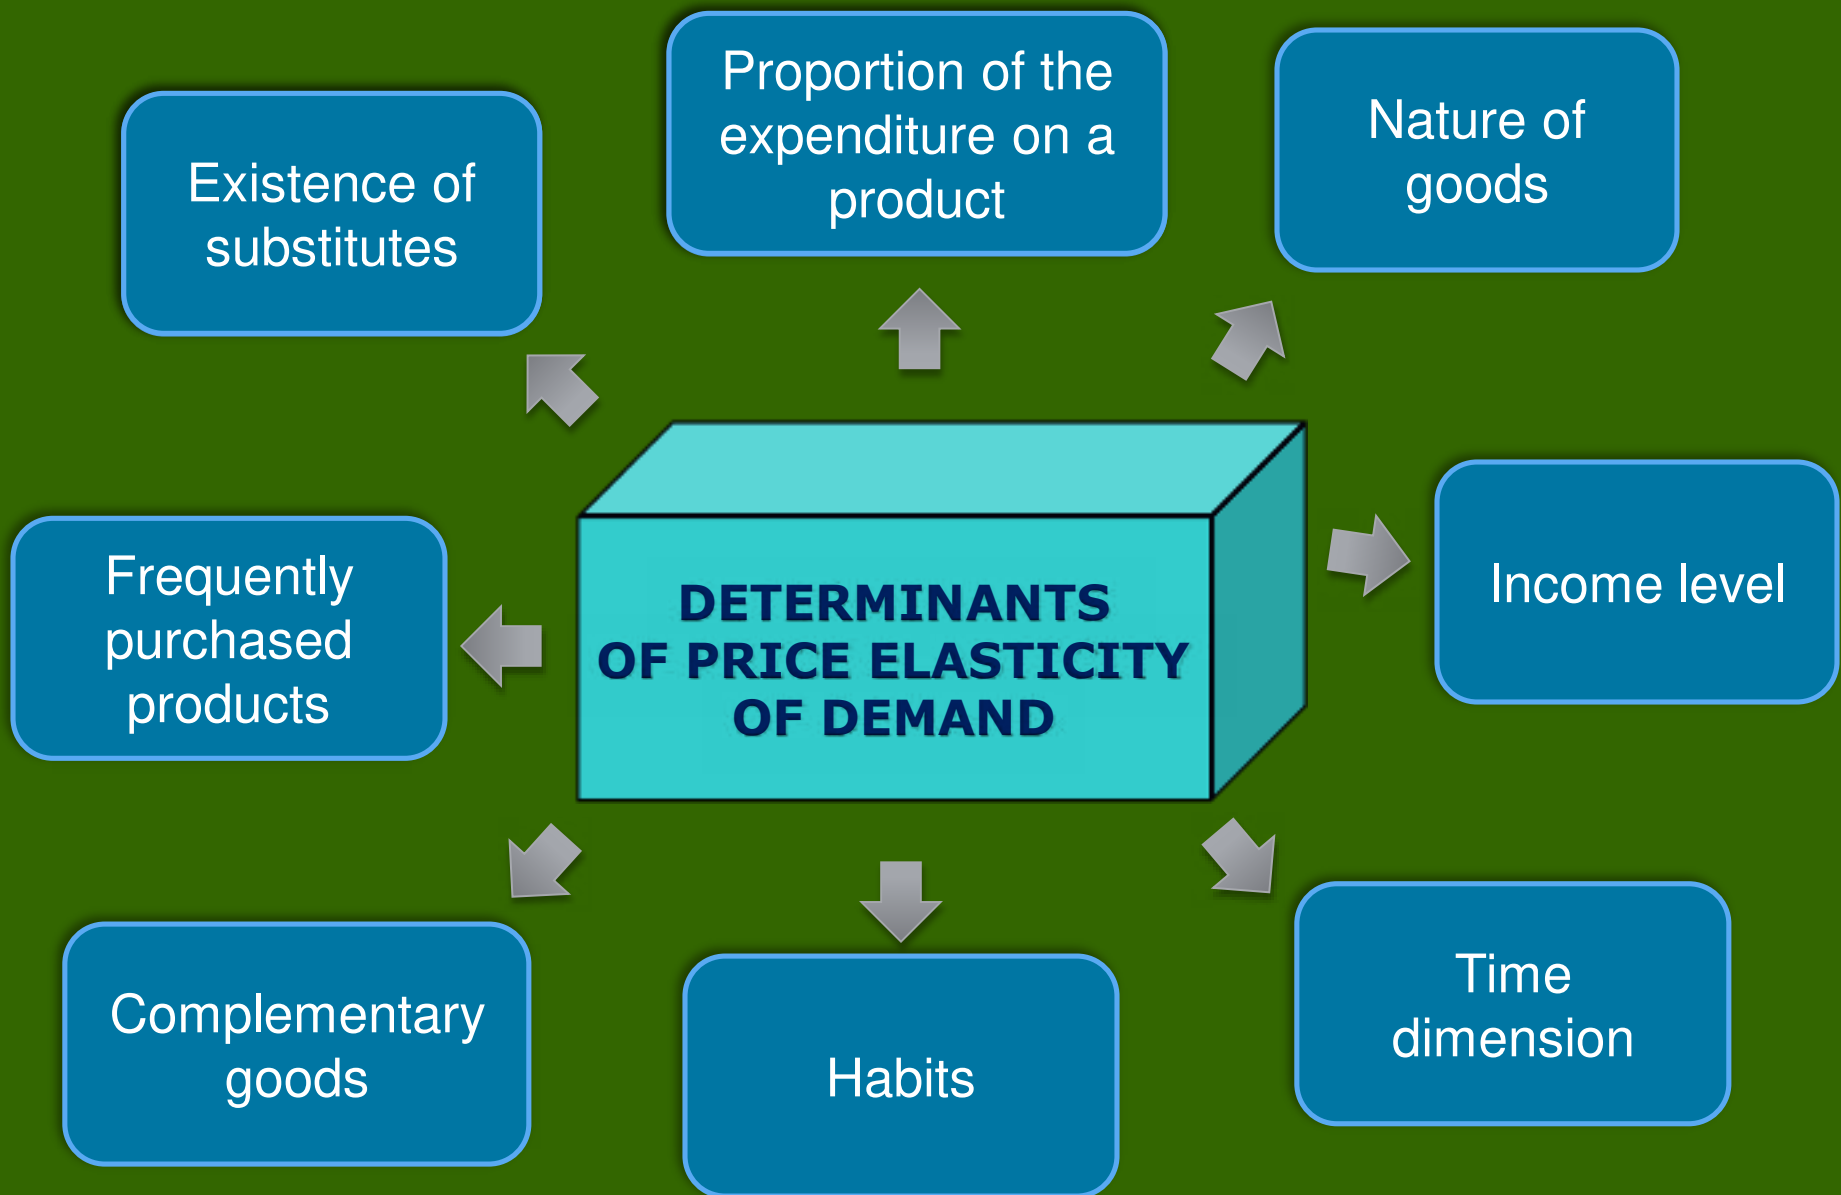 Proportion of the
expenditure on a
product
Nature of
goods
Existence of
substitutes
Income level
Frequently
purchased
products
DETERMINANTS
OF PRICE ELASTICITY
OF DEMAND
Time
dimension
Complementary
goods
Habits